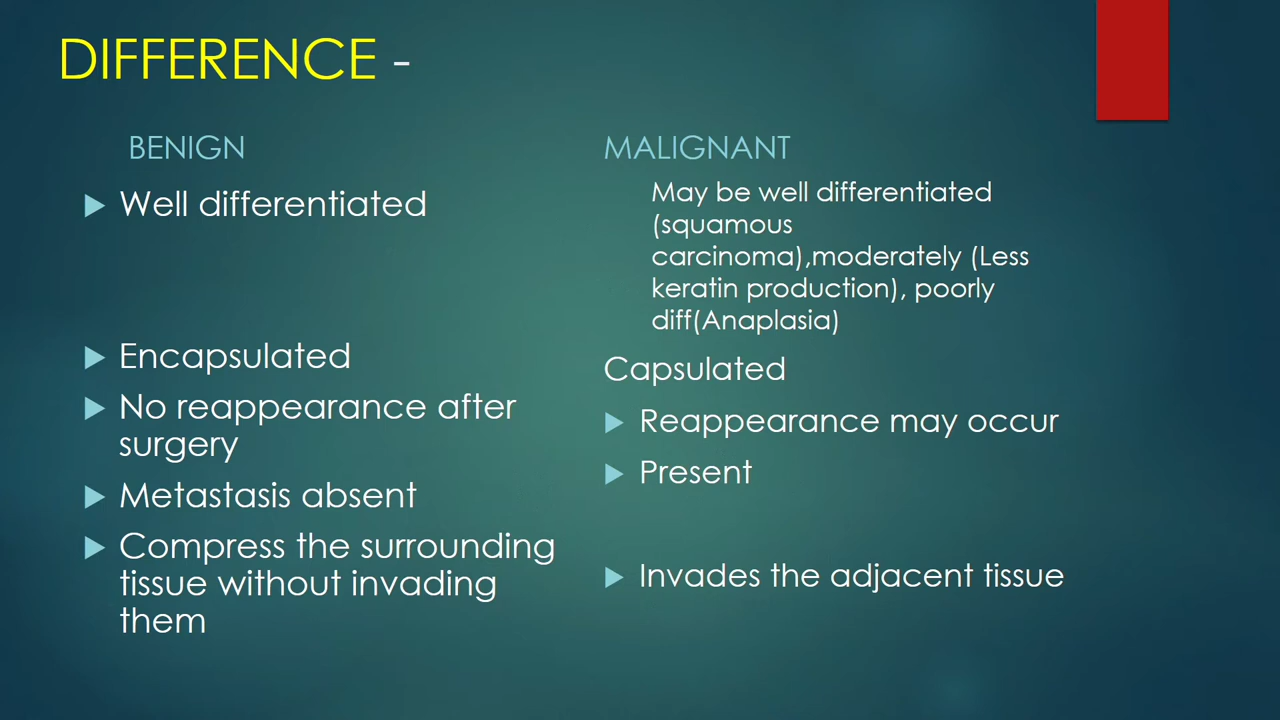 DIFFERENCE -
BENIGN
Well differentiated
Encapsulated
No reappearance after
surgery
Metastasis absent
Compress the surrounding
tissue without invading
them
MALIGNANT
May be well differentiated
(squamous
carcinoma),moderately (Less
keratin production), poorly
diff(Anaplasia)
Capsulated
Reappearance may occur
Present
Invades the adjacent tissue